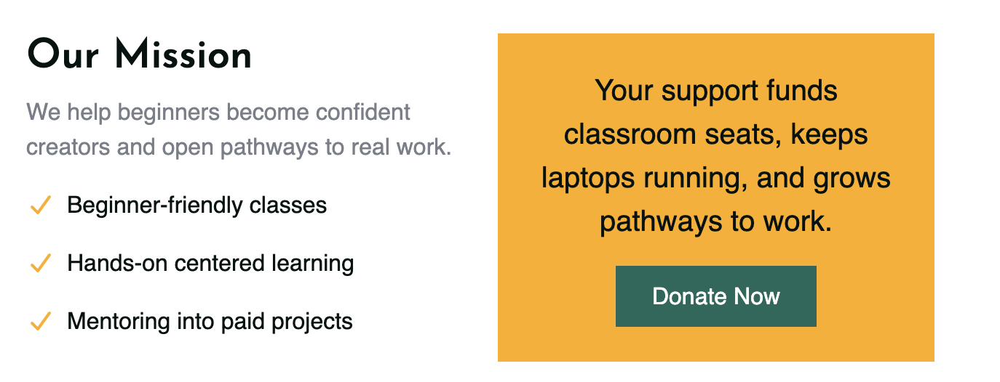 Our Mission
We help beginners become confident
creators and open pathways to real work.
Beginner-friendly classes
Hands-on centered learning
Mentoring into paid projects
Your support funds
classroom seats, keeps
laptops running, and grows
pathways to work.
Donate Now